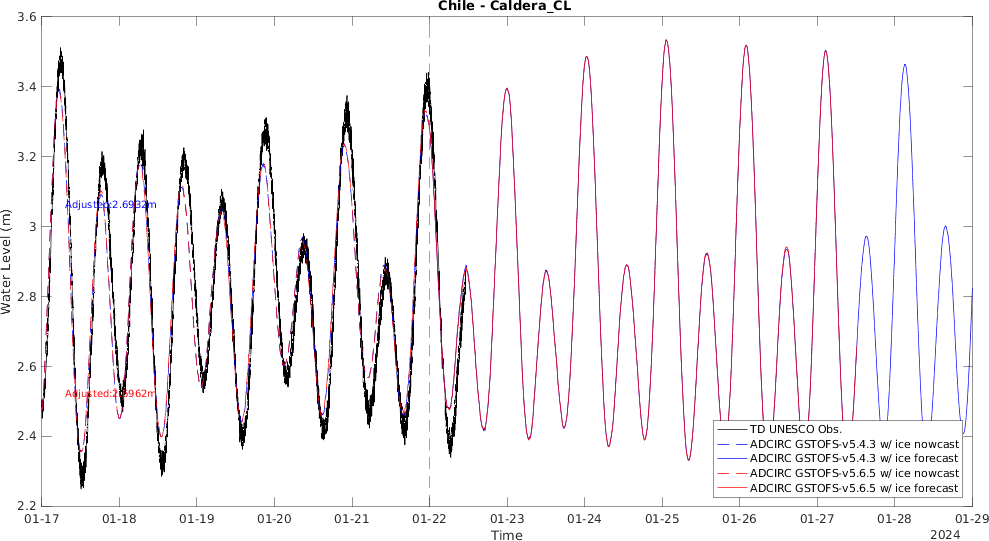 Chile - Caldera_CL
3.6
3.4
3.2
3
2.8
2.6
2.4
2.2
Water Level (m)
Adjusted:2.6932m
Adjusted:2.6962m
TD UNESCO Obs.
ADCIRC GSTOFS-v5.4.3 w/ ice nowcast
ADCIRC GSTOFS-v5.4.3 w/ ice forecast
ADCIRC GSTOFS-v5.6.5 w/ ice nowcast
ADCIRC GSTOFS-v5.6.5 w/ ice forecast
01-17 01-18 01-19 01-20 01-21 01-22 01-23 01-24 01-25 01-26 01-27 01-28 01-29
Time
2024